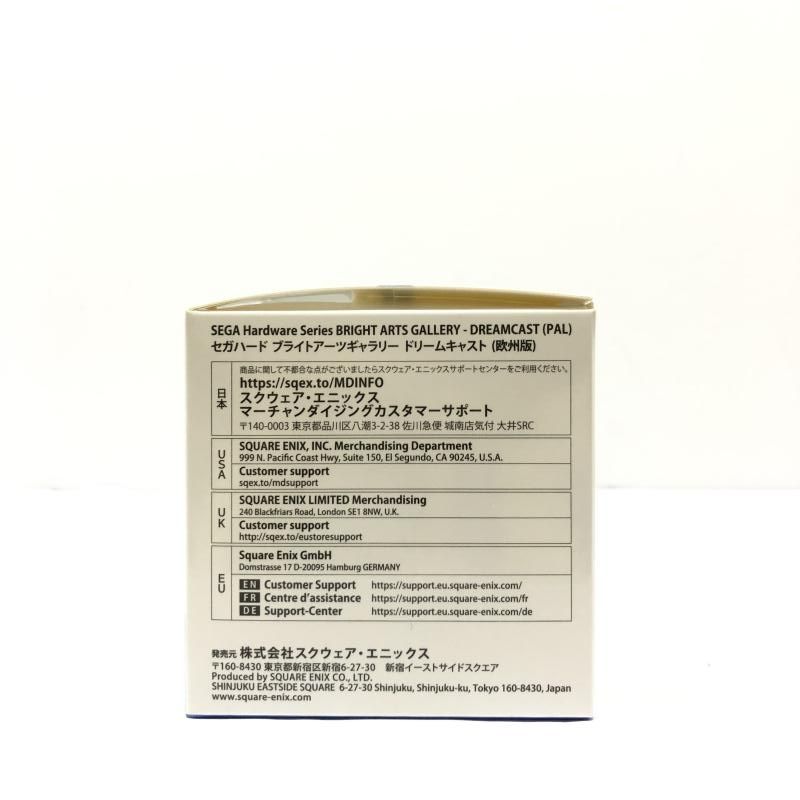 SEGA Hardware Series BRIGHT ARTS GALLERY - DREAMCAST (PAL)
セガハード ブライトアーツギャラリー ドリームキャスト (欧州版)
日本
商品に関して不都合な点がございましたらスクウェア・エニックスサポートセンターをご利用ください。
https://sqex.to/MDINFO
スクウェア・エニックス
マーチャンダイジングカスタマーサポート
〒140-0003 東京都品川区八潮3-2-38 佐川急便 城南店気付 大井SRC
USA
SQUARE ENIX, INC. Merchandising Department
999 N. Pacific Coast Hwy, Suite 150, El Segundo, CA 90245, U.S.A.
Customer support
sqex.to/mdsupport
UK
SQUARE ENIX LIMITED Merchandising
240 Blackfriars Road, London SE1 8NW, U.K.
Customer support
http://sqex.to/eustoresupport
EU
Square Enix GmbH
Domstrasse 17 D-20095 Hamburg GERMANY
EN Customer Support https://support.eu.square-enix.com/
FR Centre d'assistance https://support.eu.square-enix.com/fr
DE Support-Center https://support.eu.square-enix.com/de
発売元 株式会社スクウェア・エニックス
〒160-8430 東京都新宿区新宿6-27-30 新宿イーストサイドスクエア
Produced by SQUARE ENIX CO., LTD.
SHINJUKU EASTSIDE SQUARE 6-27-30 Shinjuku, Shinjuku-ku, Tokyo 160-8430, Japan
www.square-enix.com